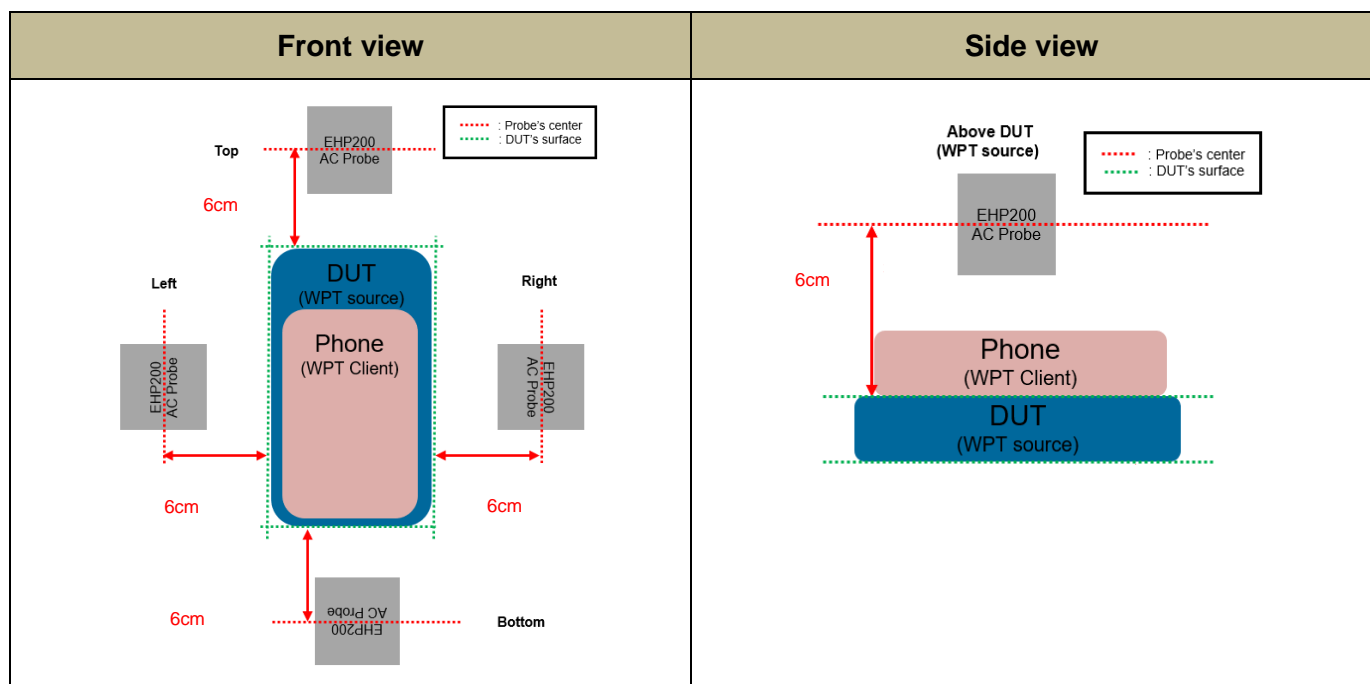 Front view
Side view
EHP200
AC Probe
: Probe's center
: DUT's surface
Top
6cm
DUT
(WPT source)
Left
Right
Phone
(WPT Client)
EHP200
AC Probe
EHP200
AC Probe
6cm
6cm
EHP200
AC Probe
6cm
Bottom
Above DUT
(WPT source)
: Probe's center
: DUT's surface
EHP200
AC Probe
6cm
Phone
(WPT Client)
DUT
(WPT source)